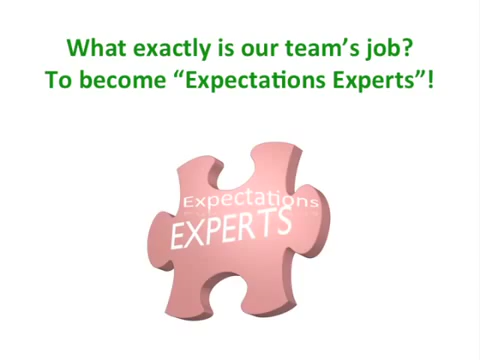 What exactly is our team’s job?
To become “Expectations Experts”!
Expectations
EXPERTS